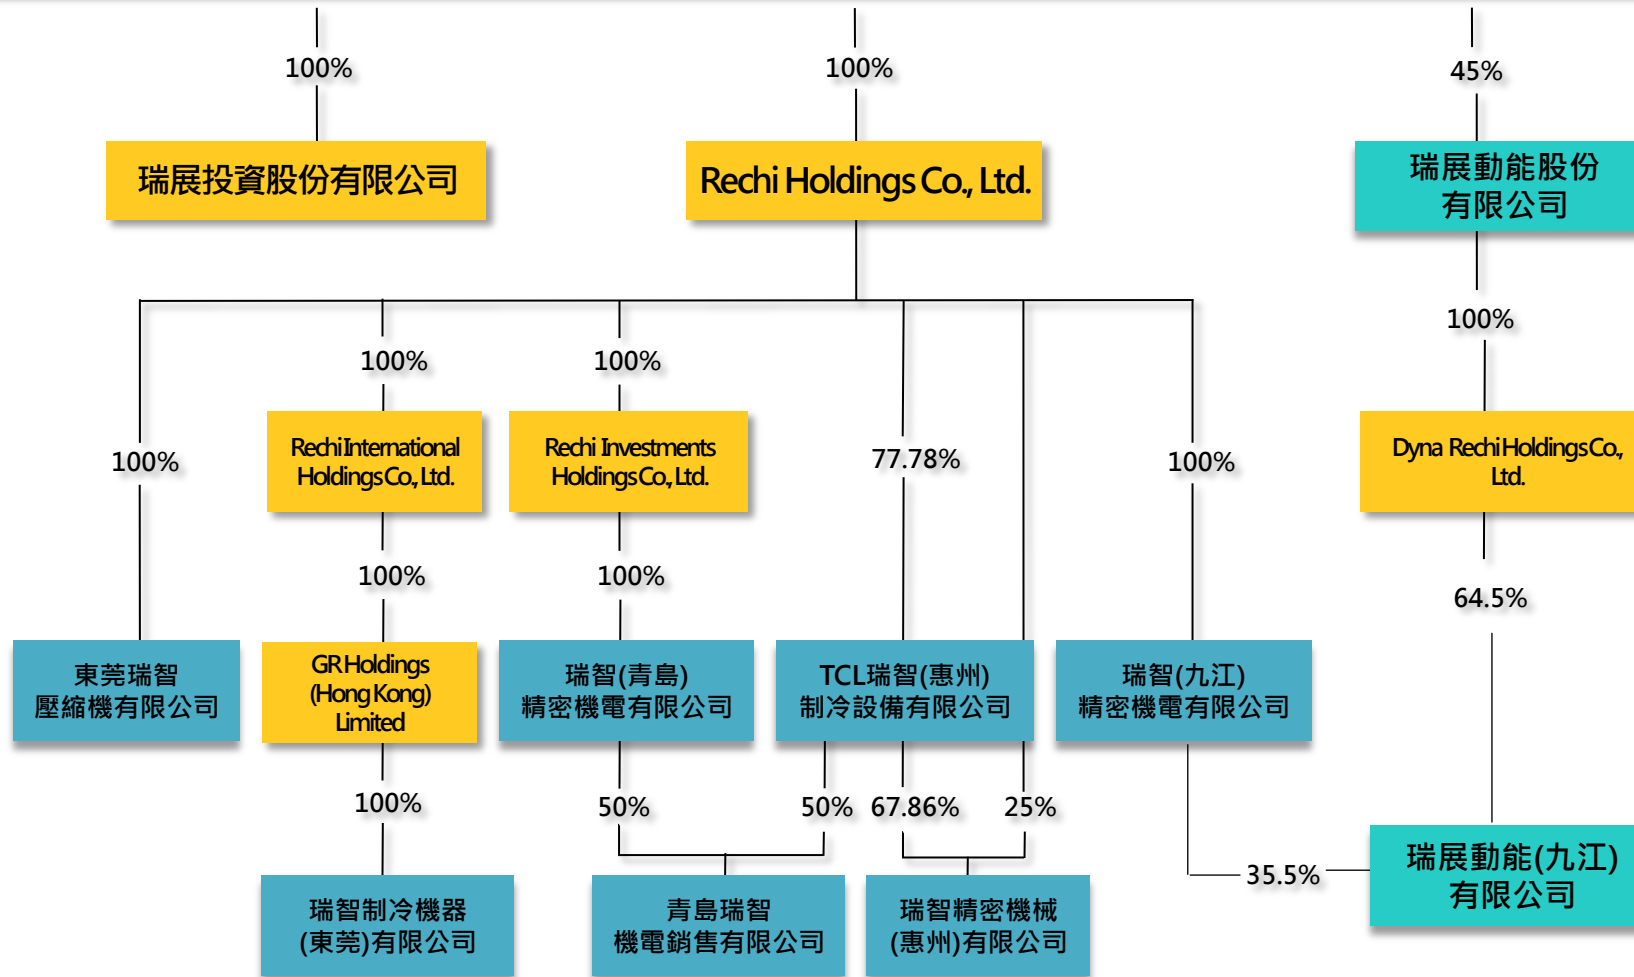 100%
100%
45%
瑞展投資股份有限公司
Rechi Holdings Co., Ltd.
瑞展動能股份
有限公司
100%
100%
100%
Rechi International
Holdings Co., Ltd.
Rechi Investments
Holdings Co., Ltd.
Dyna Rechi Holdings Co.,
Ltd.
100%
77.78%
100%
100%
100%
64.5%
東莞瑞智
壓縮機有限公司
GR Holdings
(Hong Kong)
Limited
瑞智(青島)
精密機電有限公司
TCL瑞智(惠州)
制冷設備有限公司
瑞智(九江)
精密機電有限公司
100%
50%
50%
67.86%
25%
35.5%
瑞展動能(九江)
有限公司
瑞智制冷機器
(東莞)有限公司
青島瑞智
機電銷售有限公司
瑞智精密機械
(惠州)有限公司